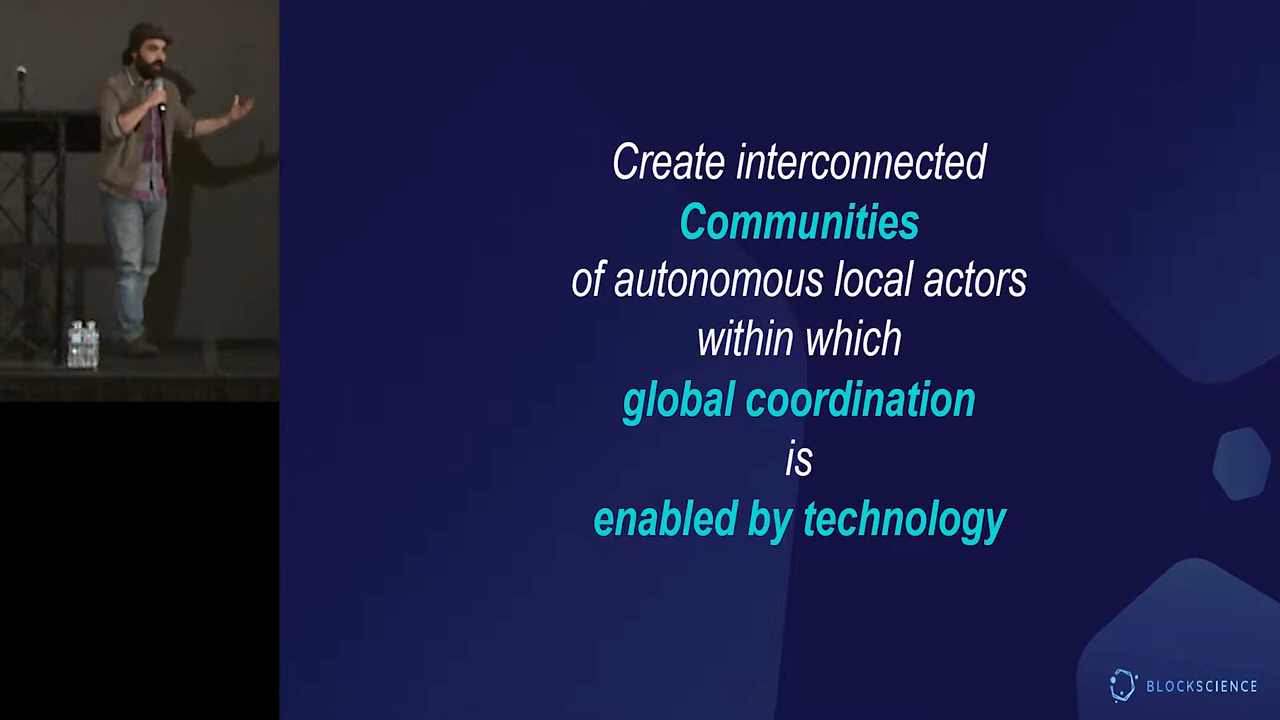 Create interconnected
Communities
of autonomous local actors
within which
global coordination
is
enabled by technology
BLOCKSCIENCE